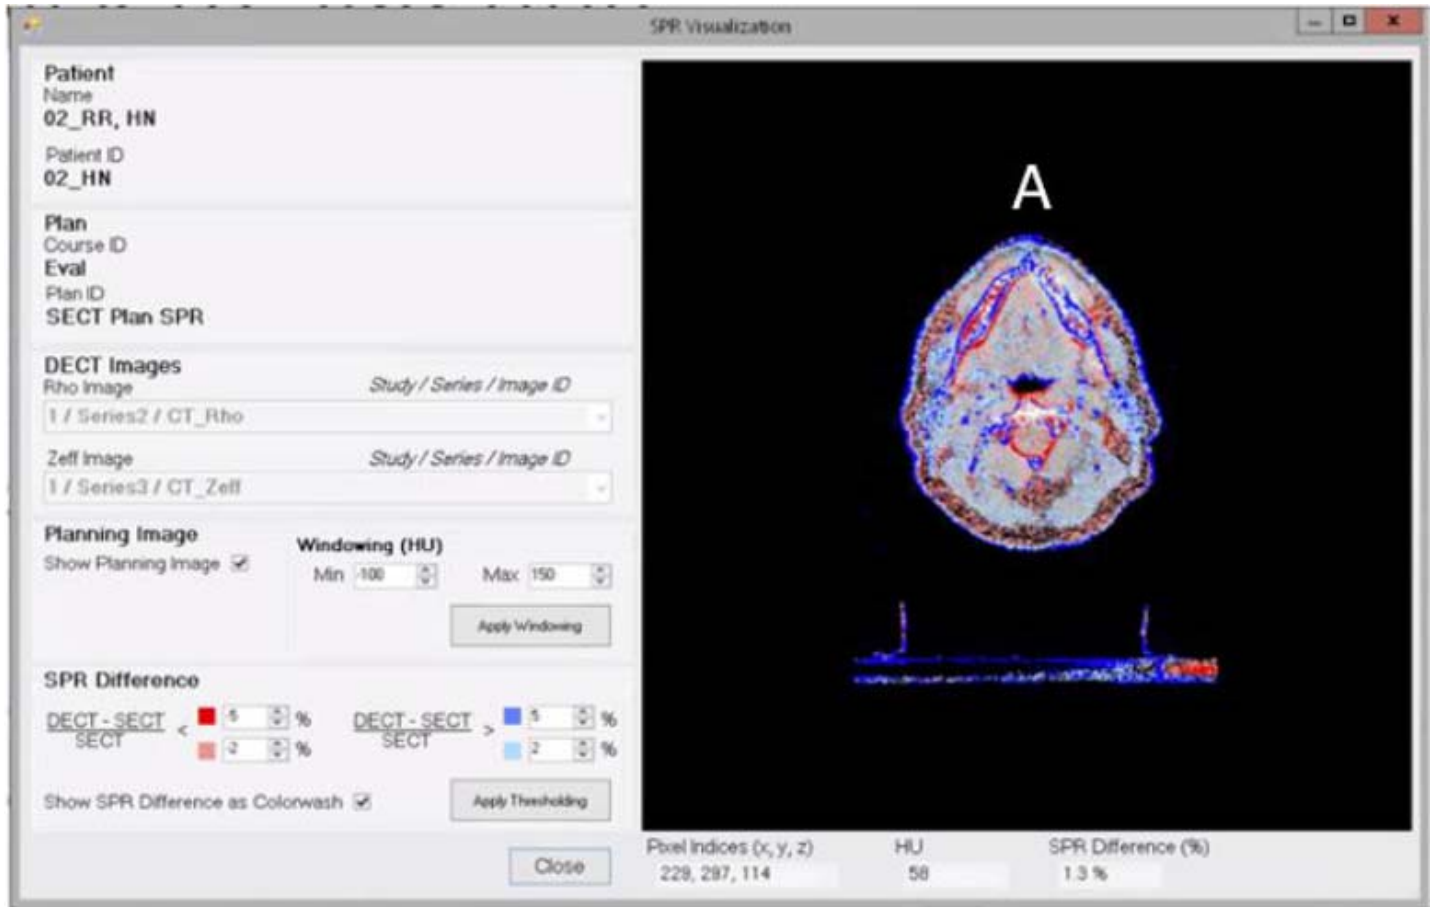 SPR Visualization
Patient
Name
02_RR, HN
Patient ID
02_HN
Plan
Course ID
Eval
Plan ID
SECT Plan SPR
DECT Images
Rho Image Study / Series / Image ID
1 / Series2 / CT_Rho
Zeff Image Study / Series / Image ID
1 / Series3 / CT_Zeff
Planning Image
Show Planning Image
Windowing (HU)
Min -100 Max 150
Apply Windowing
SPR Difference
DECT - SECT
SECT
< -5 %
-2 %
DECT - SECT
SECT
> 5 %
2 %
Show SPR Difference as Colorwash
Apply Thresholding
Close
A
Pixel Indices (x, y, z) HU SPR Difference (%)
229, 297, 114 58 1.3 %